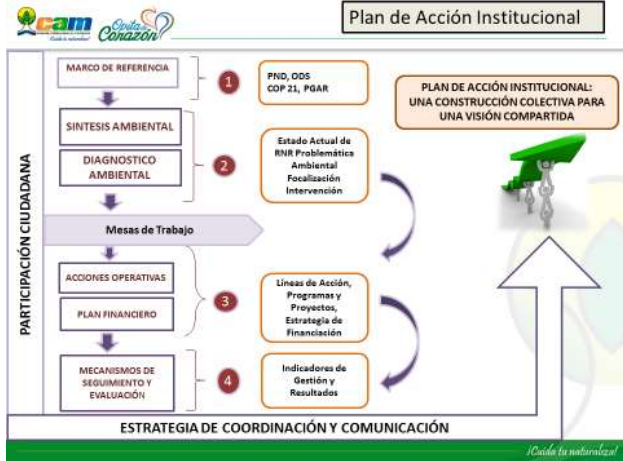 cam
Cuida tu naturaleza!
Opita de
Corazón
Plan de Acción Institucional
PARTICIPACIÓN CIUDADANA
MARCO DE REFERENCIA
1
PND, ODS
COP 21, PGAR
PLAN DE ACCIÓN INSTITUCIONAL:
UNA CONSTRUCCIÓN COLECTIVA PARA
UNA VISIÓN COMPARTIDA
SINTESIS AMBIENTAL
DIAGNOSTICO
AMBIENTAL
2
Estado Actual de
RNR Problemática
Ambiental
Focalización
Intervención
Mesas de Trabajo
ACCIONES OPERATIVAS
PLAN FINANCIERO
3
Líneas de Acción,
Programas y
Proyectos,
Estrategia de
Financiación
MECANISMOS DE
SEGUIMIENTO Y
EVALUACIÓN
4
Indicadores de
Gestión y
Resultados
ESTRATEGIA DE COORDINACIÓN Y COMUNICACIÓN
¡Cuida tu naturaleza!